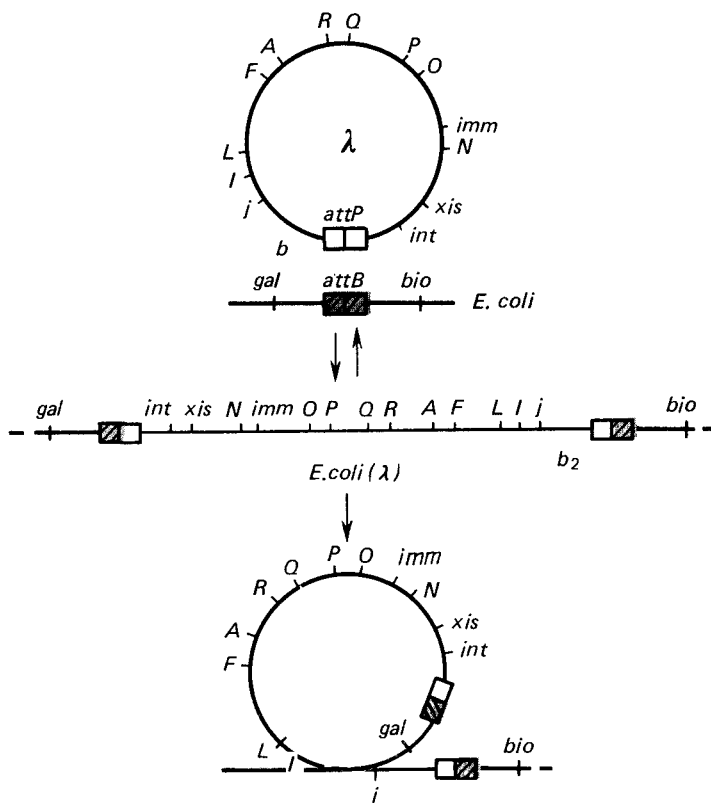 R Q
A P
F O
λ imm
L N
I
j attP xis
b int
gal attB bio
E. coli
gal int xis N imm O P Q R A F L I j bio
b2
E.coli (λ)
P O imm
Q N
R xis
A int
F
gal
L I bio
j